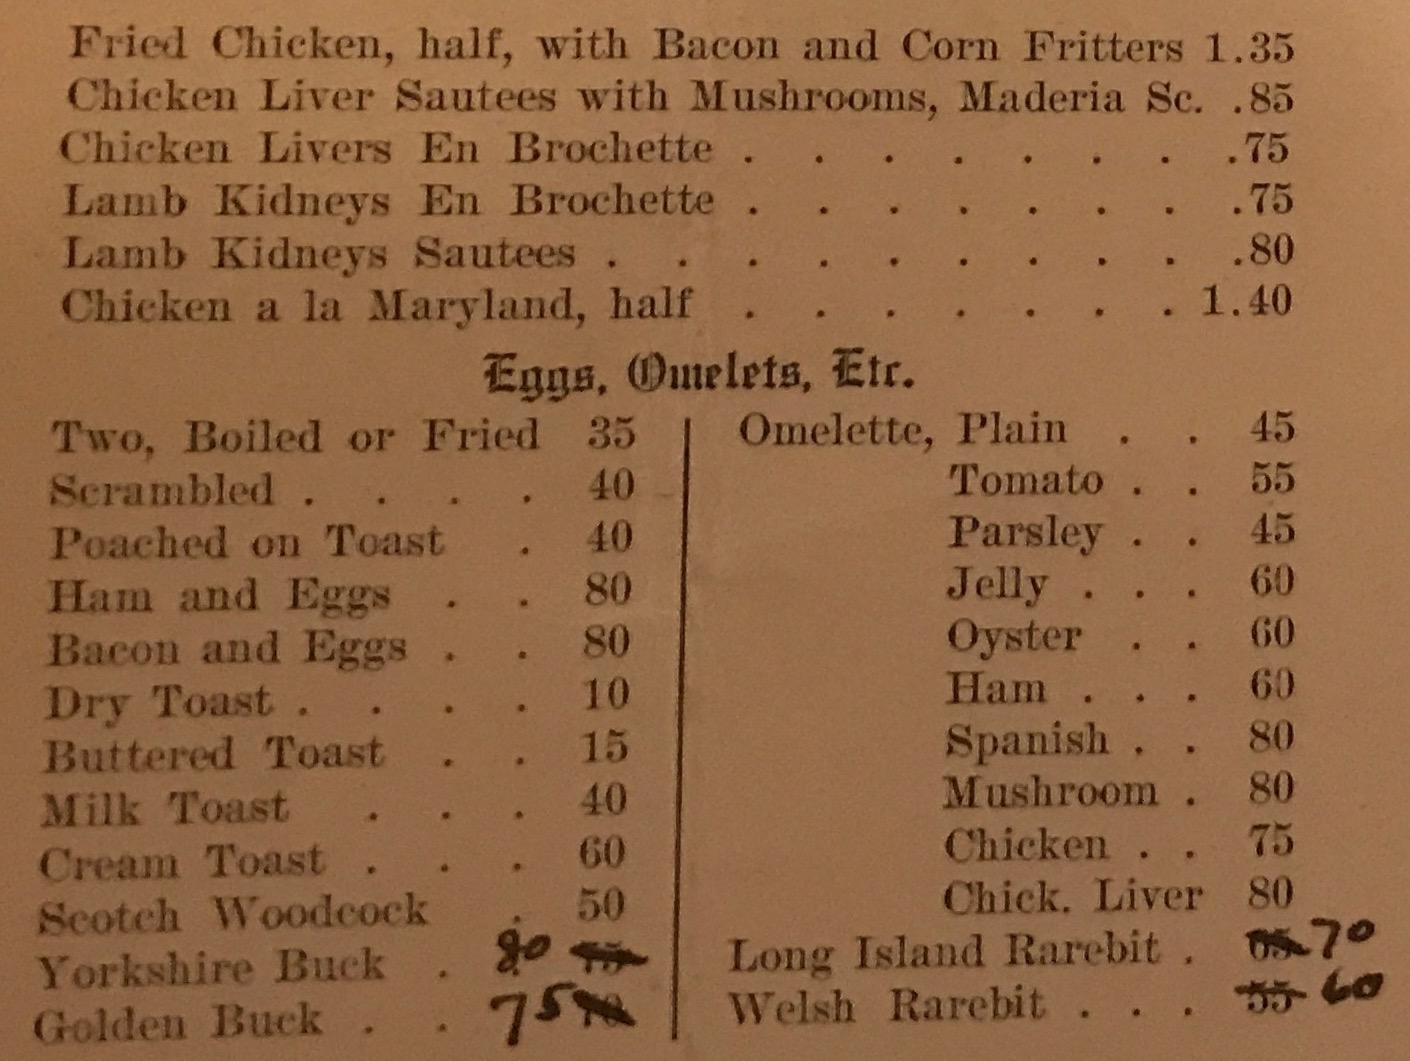 Fried Chicken, half, with Bacon and Corn Fritters 1.35
Chicken Liver Sautees with Mushrooms, Maderia Sc. .85
Chicken Livers En Brochette . . . . . . . .75
Lamb Kidneys En Brochette . . . . . . . .75
Lamb Kidneys Sautees . . . . . . . . . .80
Chicken a la Maryland, half . . . . . . . 1.40
Eggs, Omelets, Etc.
Two, Boiled or Fried 35
Scrambled . . . . 40
Poached on Toast . 40
Ham and Eggs . . 80
Bacon and Eggs . . 80
Dry Toast . . . . 10
Buttered Toast . . 15
Milk Toast . . . 40
Cream Toast . . . 60
Scotch Woodcock . 50
Yorkshire Buck . 80 75
Golden Buck . . 75 70
Omelette, Plain . . 45
Tomato . . 55
Parsley . . 45
Jelly . . . 60
Oyster . . 60
Ham . . . 60
Spanish . . 80
Mushroom . 80
Chicken . . 75
Chick. Liver 80
Long Island Rarebit . 65 70
Welsh Rarebit . . . 55 60